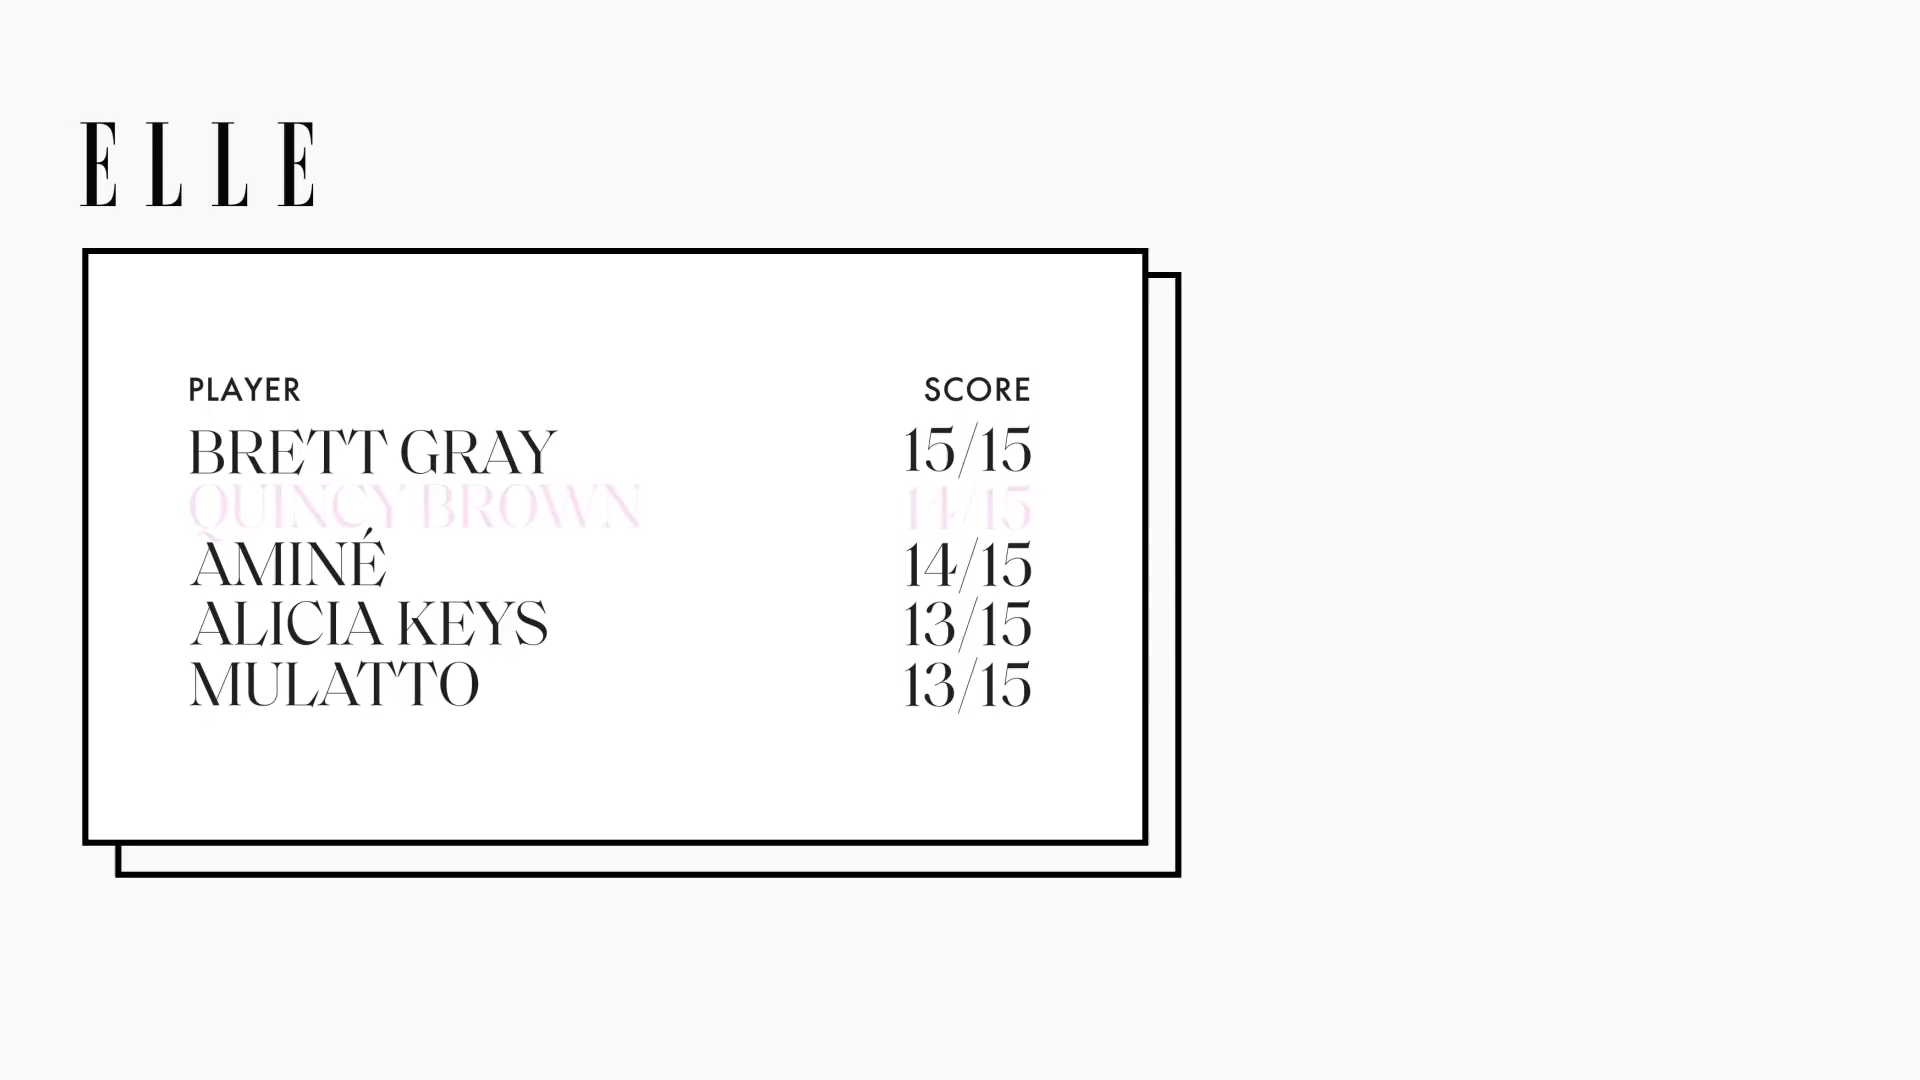 ELLE
PLAYER SCORE
BRETT GRAY 15/15
QUINCY BROWN 14/15
AMINÉ 14/15
ALICIA KEYS 13/15
MULATTO 13/15